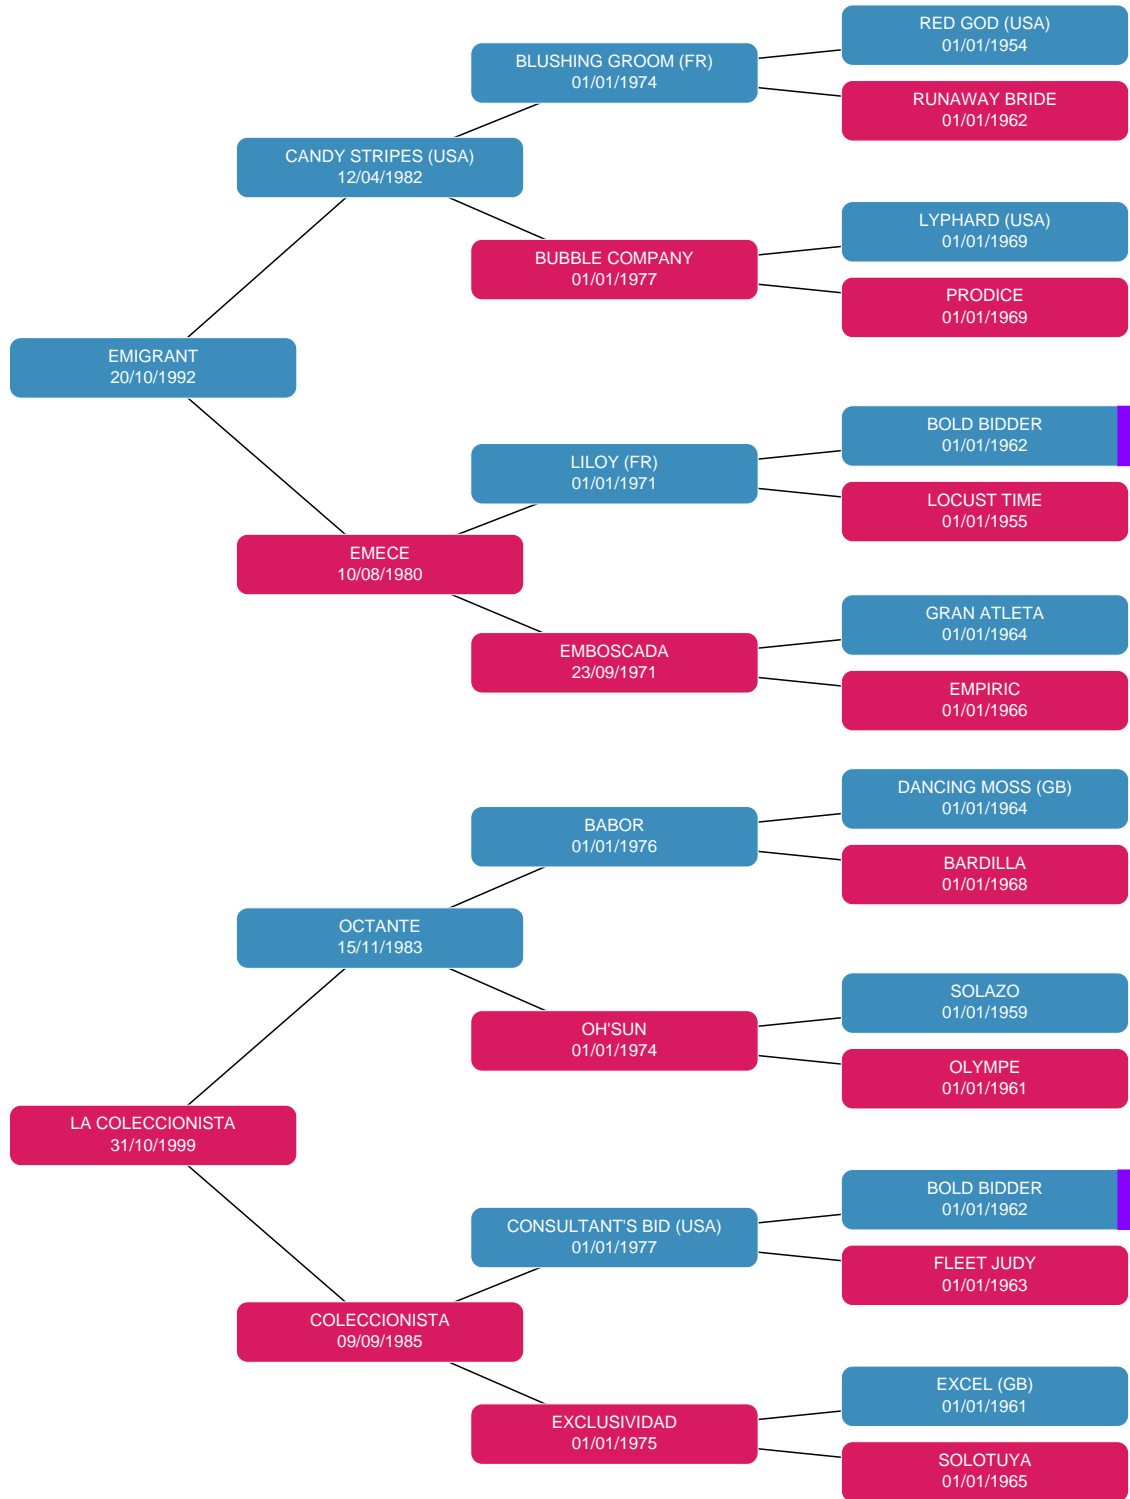 RED GOD (USA)
01/01/1954
BLUSHING GROOM (FR)
01/01/1974
RUNAWAY BRIDE
01/01/1962
CANDY STRIPES (USA)
12/04/1982
LYPHARD (USA)
01/01/1969
BUBBLE COMPANY
01/01/1977
PRODICE
01/01/1969
EMIGRANT
20/10/1992
BOLD BIDDER
01/01/1962
LILOY (FR)
01/01/1971
LOCUST TIME
01/01/1955
EMECE
10/08/1980
GRAN ATLETA
01/01/1964
EMBOSCADA
23/09/1971
EMPIRIC
01/01/1966
DANCING MOSS (GB)
01/01/1964
BABOR
01/01/1976
BARDILLA
01/01/1968
OCTANTE
15/11/1983
SOLAZO
01/01/1959
OH'SUN
01/01/1974
OLYMPE
01/01/1961
LA COLECCIONISTA
31/10/1999
BOLD BIDDER
01/01/1962
CONSULTANT'S BID (USA)
01/01/1977
FLEET JUDY
01/01/1963
COLECCIONISTA
09/09/1985
EXCEL (GB)
01/01/1961
EXCLUSIVIDAD
01/01/1975
SOLOTUYA
01/01/1965